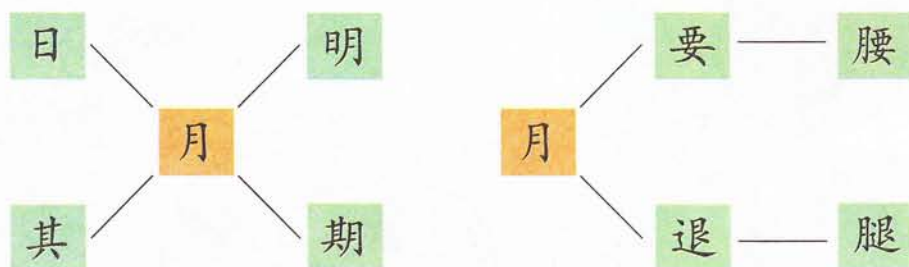 日 明 要 腰
月 月
其 期 退 腿